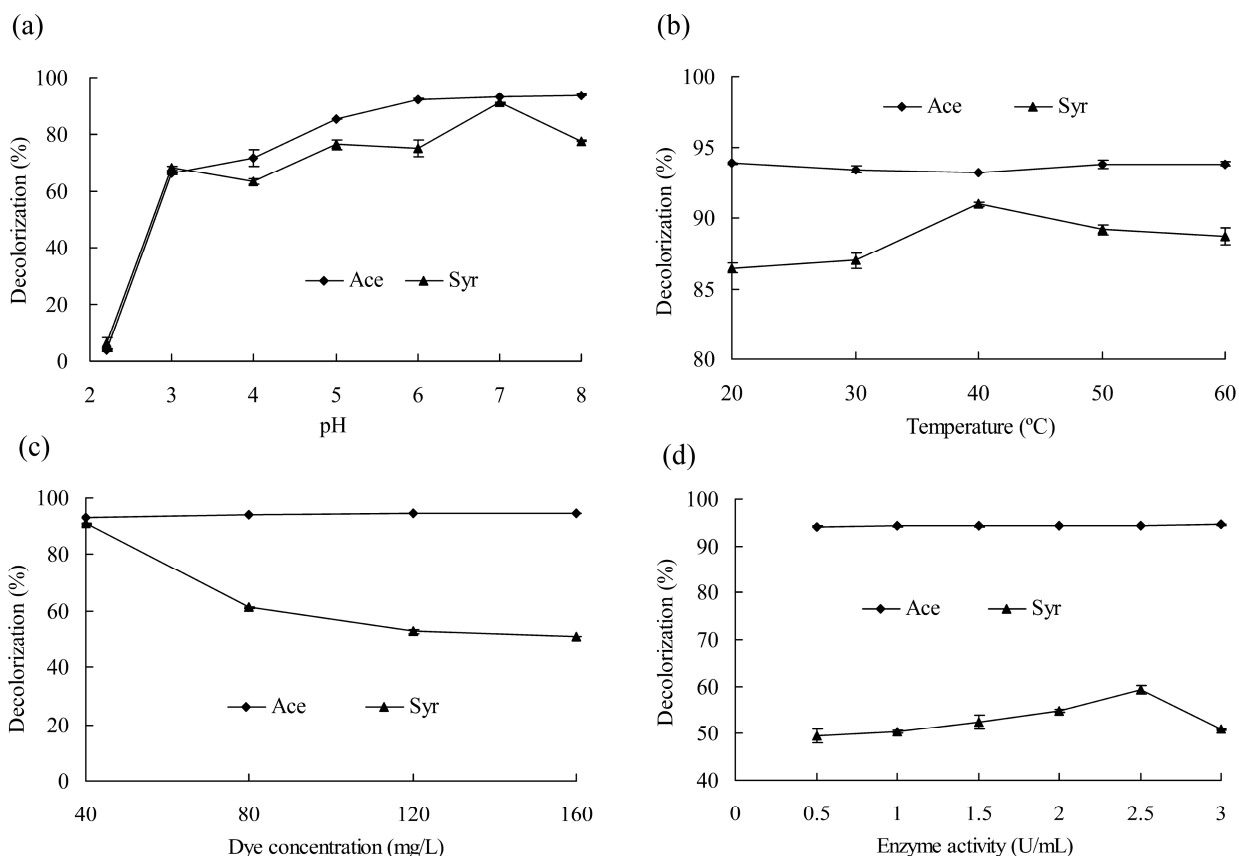 (a)
100
80
60
40
20
0
Decolorization (%)
Ace Syr
2 3 4 5 6 7 8
pH
(b)
100
95
90
85
80
Decolorization (%)
Ace Syr
20 30 40 50 60
Temperature (ºC)
(c)
100
80
60
40
20
0
Decolorization (%)
Ace Syr
40 80 120 160
Dye concentration (mg/L)
(d)
100
90
80
70
60
50
40
Decolorization (%)
Ace Syr
0 0.5 1 1.5 2 2.5 3
Enzyme activity (U/mL)